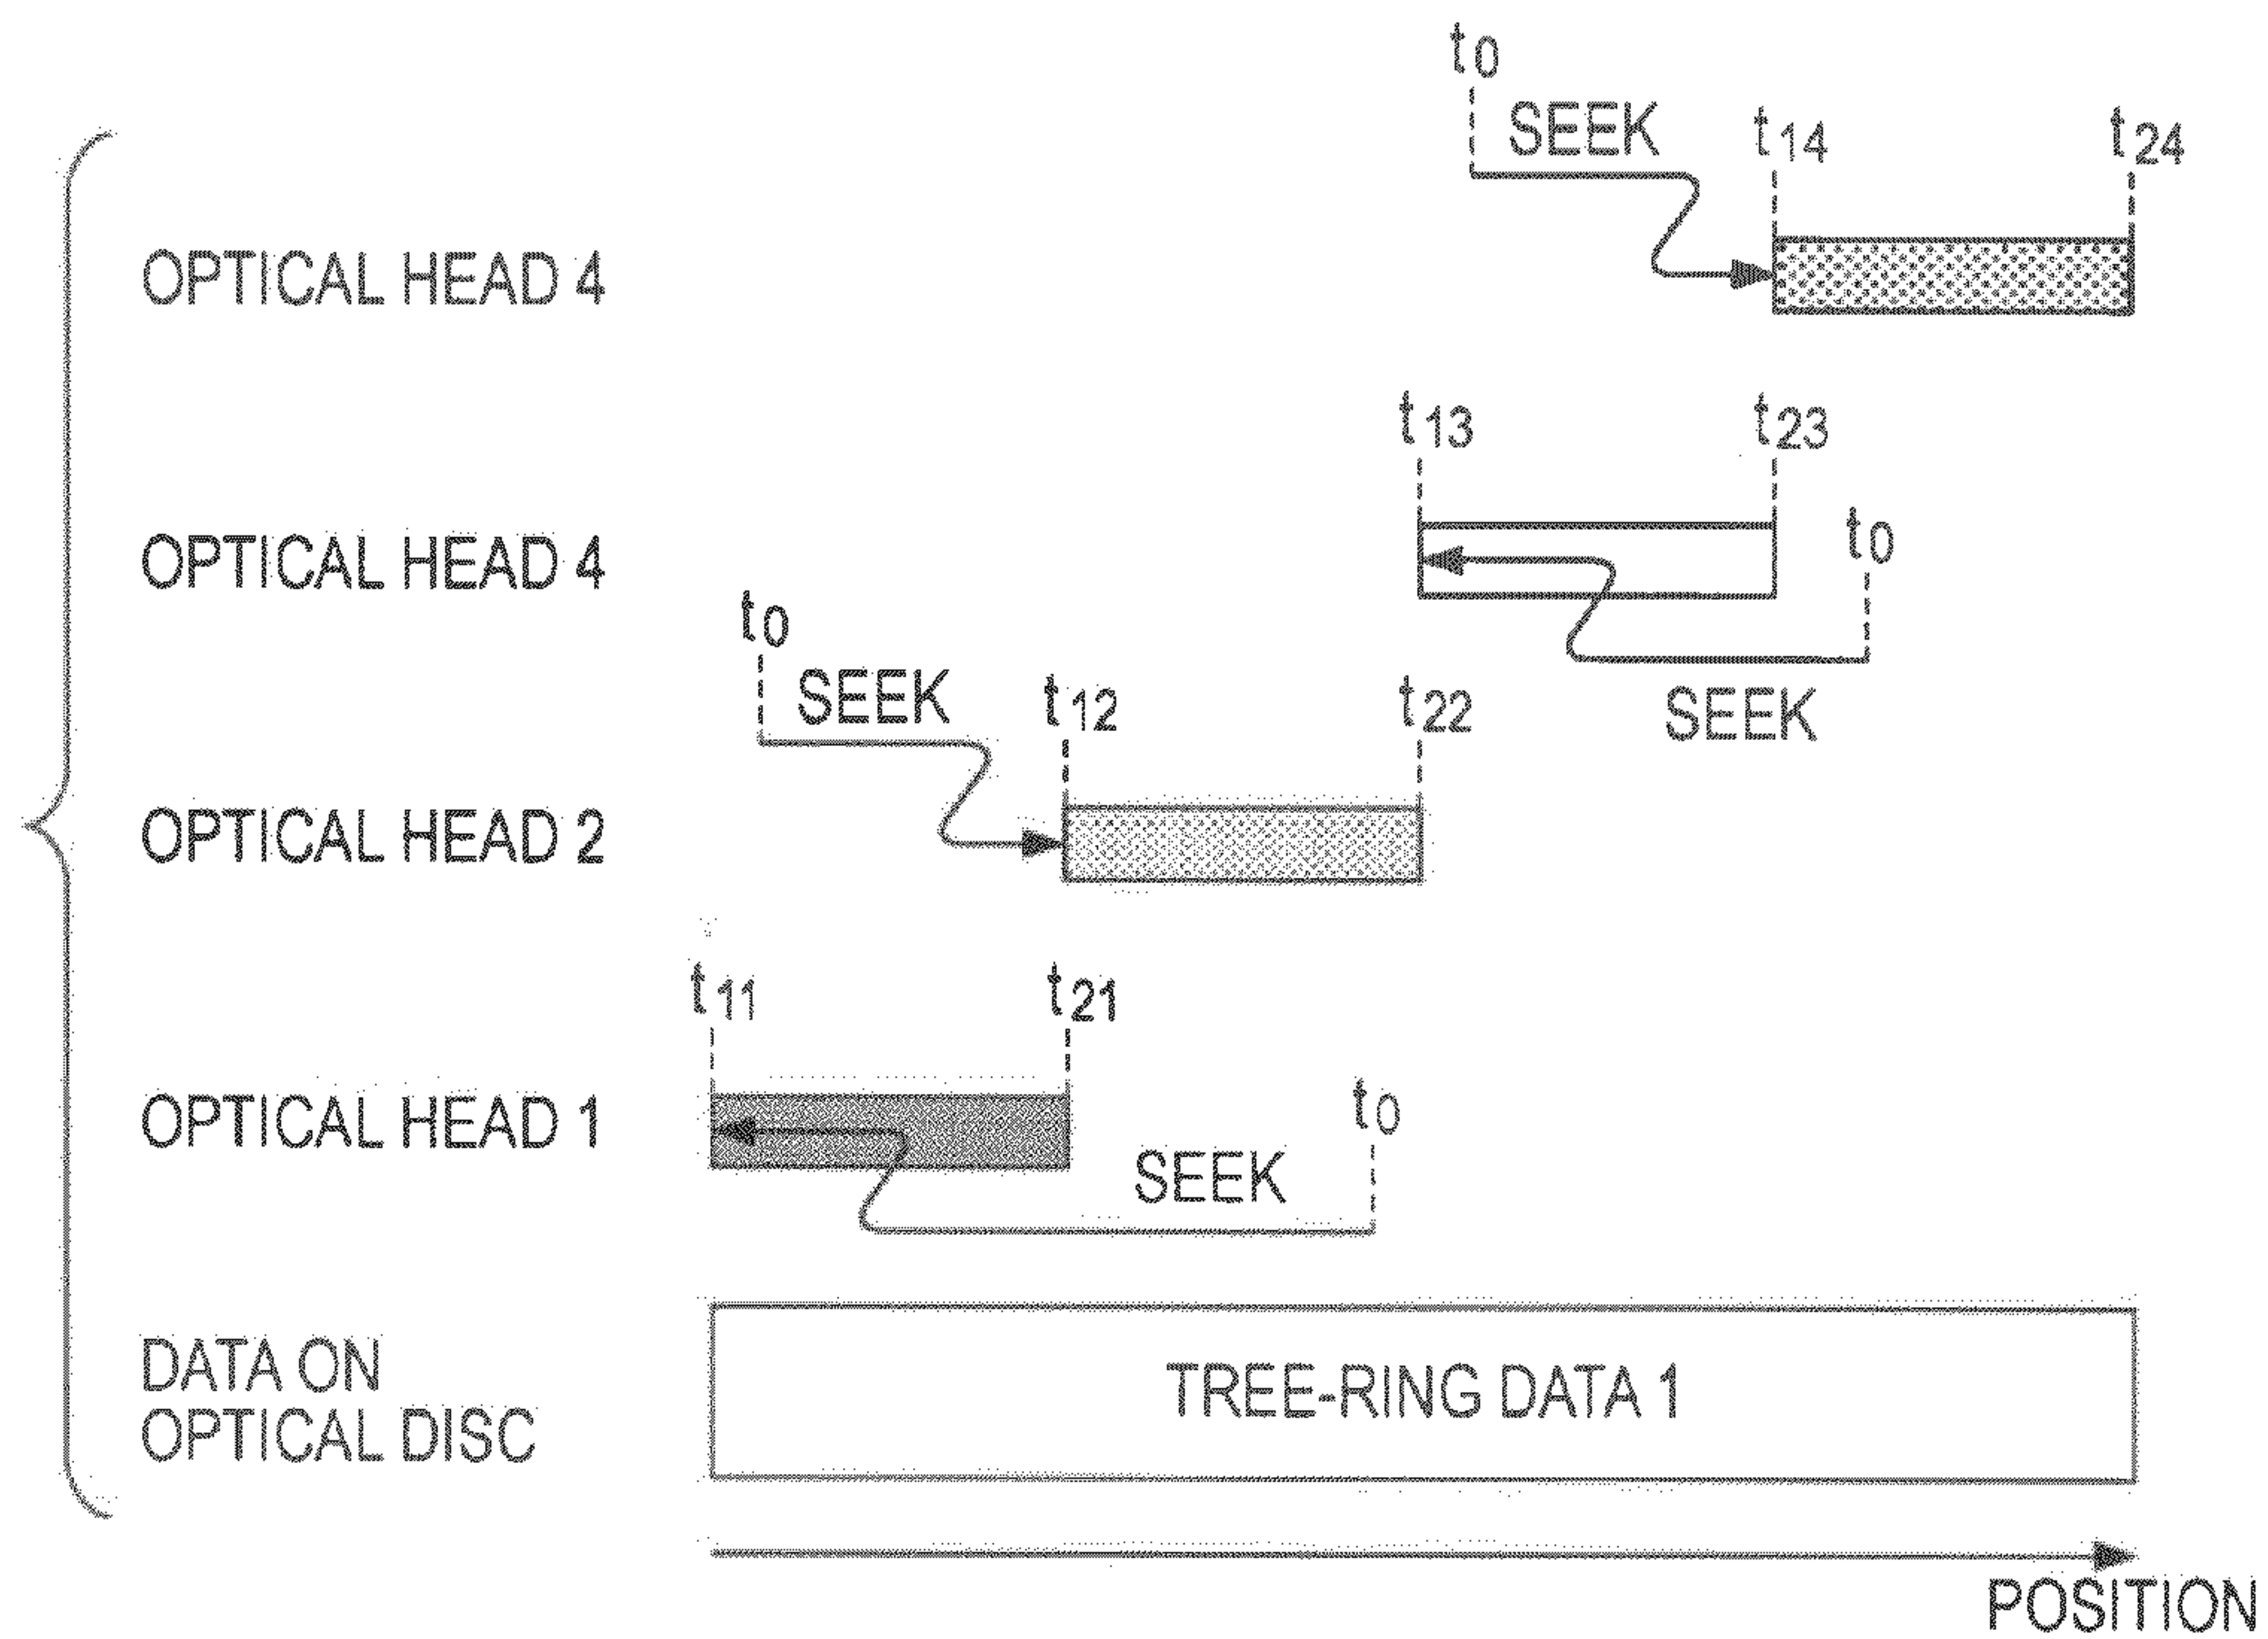 t0
SEEK
t14
t24
OPTICAL HEAD 4
t13
t23
OPTICAL HEAD 4
t0
t0
SEEK
t12
t22
SEEK
OPTICAL HEAD 2
t11
t21
OPTICAL HEAD 1
t0
SEEK
DATA ON
OPTICAL DISC
TREE-RING DATA 1
POSITION